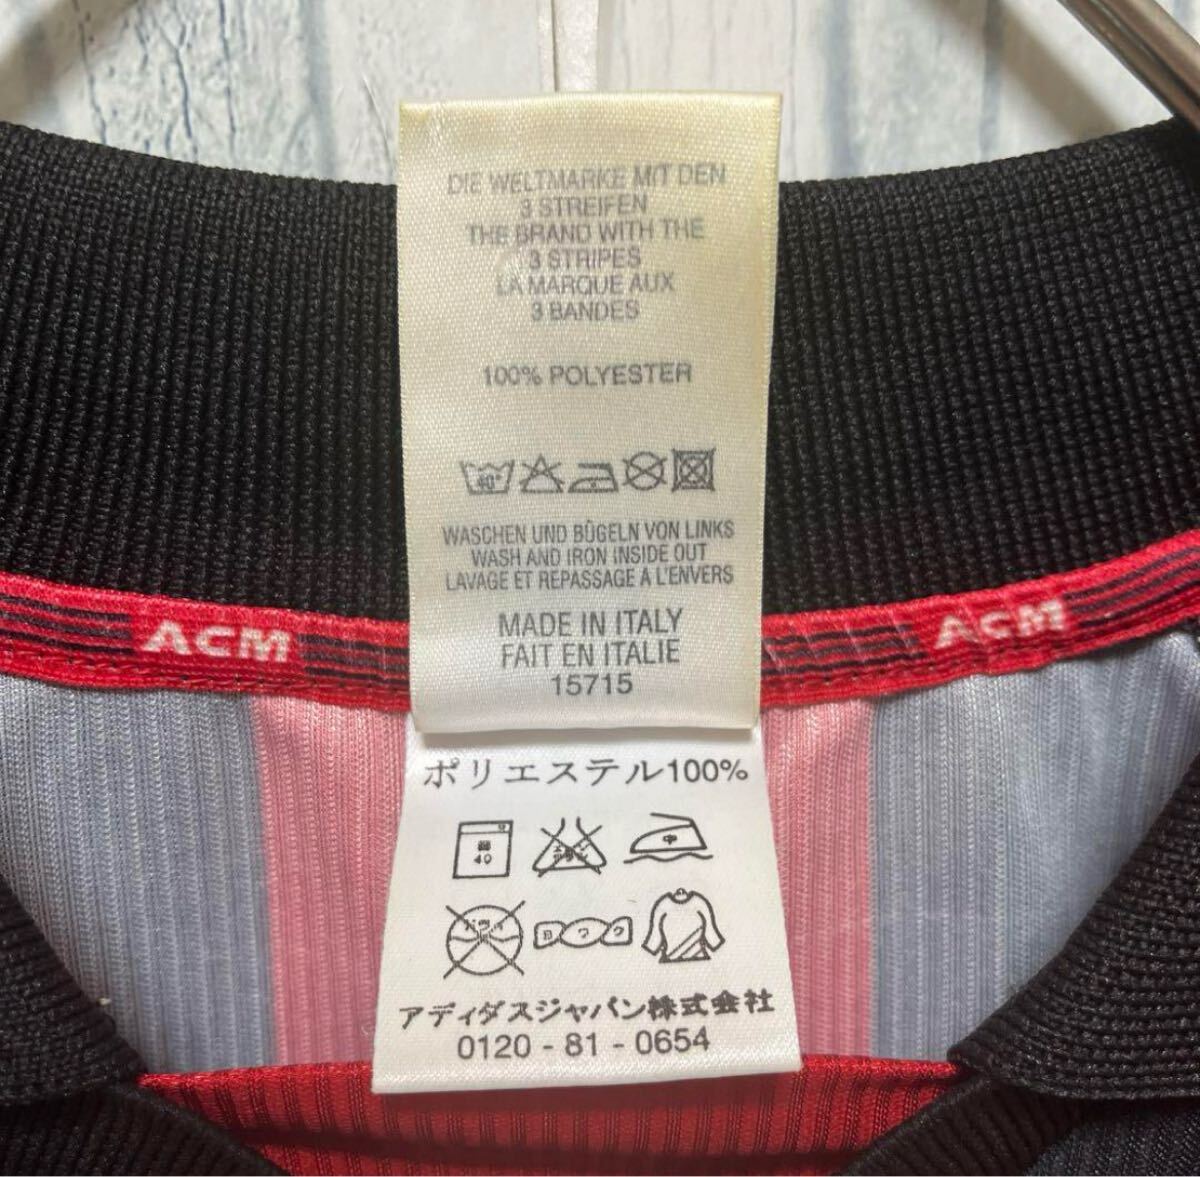 DIE WELTMARKE MIT DEN
3 STREIFEN
THE BRAND WITH THE
3 STRIPES
LA MARQUE AUX
3 BANDES
100% POLYESTER
40°
WASCHEN UND BÜGELN VON LINKS
WASH AND IRON INSIDE OUT
LAVAGE ET REPASSAGE A L'ENVERS
MADE IN ITALY
FAIT EN ITALIE
15715
ACM
ACM
ポリエステル100%
40
中
0120 - 81 - 0654
アディダスジャパン株式会社